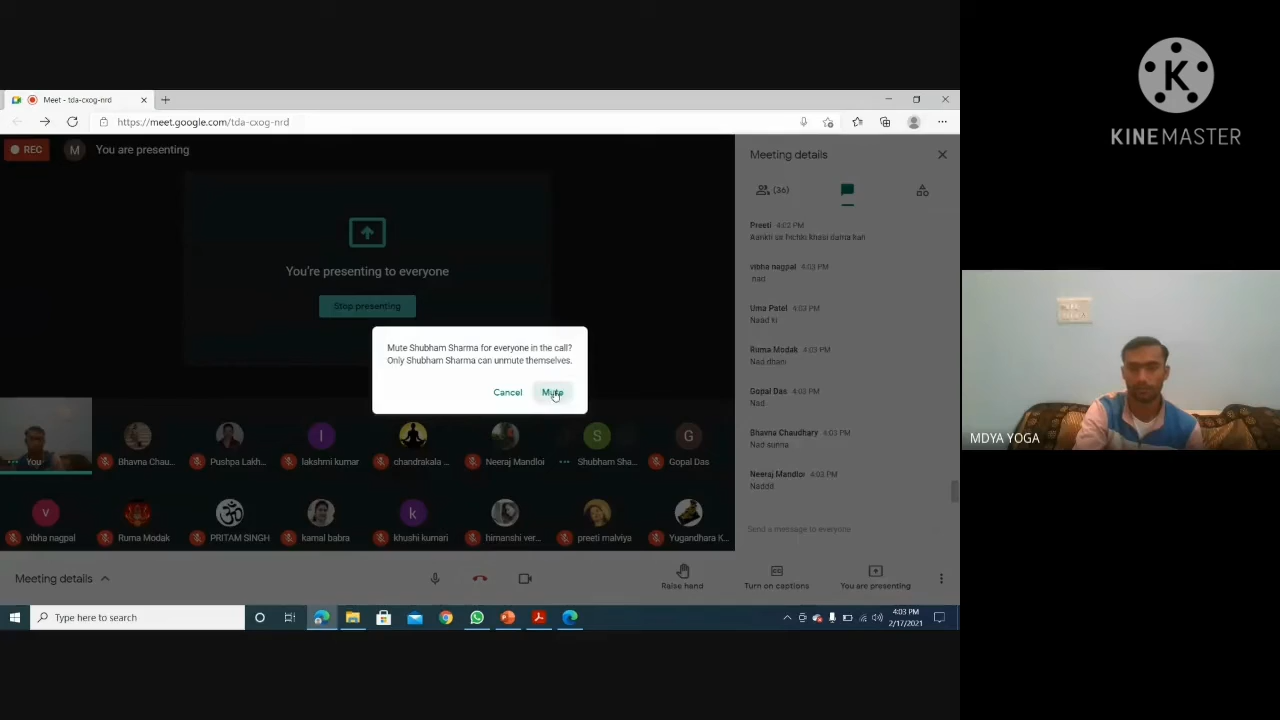 Meet - tda-cxog-nrd
https://meet.google.com/tda-cxog-nrd
REC
M
You are presenting
You're presenting to everyone
Stop presenting
Mute Shubham Sharma for everyone in the call?
Only Shubham Sharma can unmute themselves.
Cancel
Mute
You
Bhavna Chau...
Pushpa Lakh...
l
lakshmi kumar
chandrakala ...
Neeraj Mandloi
S
Shubham Sha...
G
Gopal Das
v
vibha nagpal
Ruma Modak
ॐ
PRITAM SINGH
kamal babra
k
khushi kumari
himanshi ver...
preeti malviya
Yugandhara K...
Meeting details
(36)
Preeti 4:02 PM
Aankh se hichki khasi dama kan
vibha nagpal 4:03 PM
nad
Uma Patel 4:03 PM
Naad ki
Ruma Modak 4:03 PM
Nad dhani
Gopal Das 4:03 PM
Nad
Bhavna Chaudhary 4:03 PM
Nad sunna
Neeraj Mandloi 4:03 PM
Naddd
Send a message to everyone
Meeting details
Raise hand
Turn on captions
You are presenting
Type here to search
4:03 PM
2/17/2021
K
KINEMASTER
MDYA YOGA